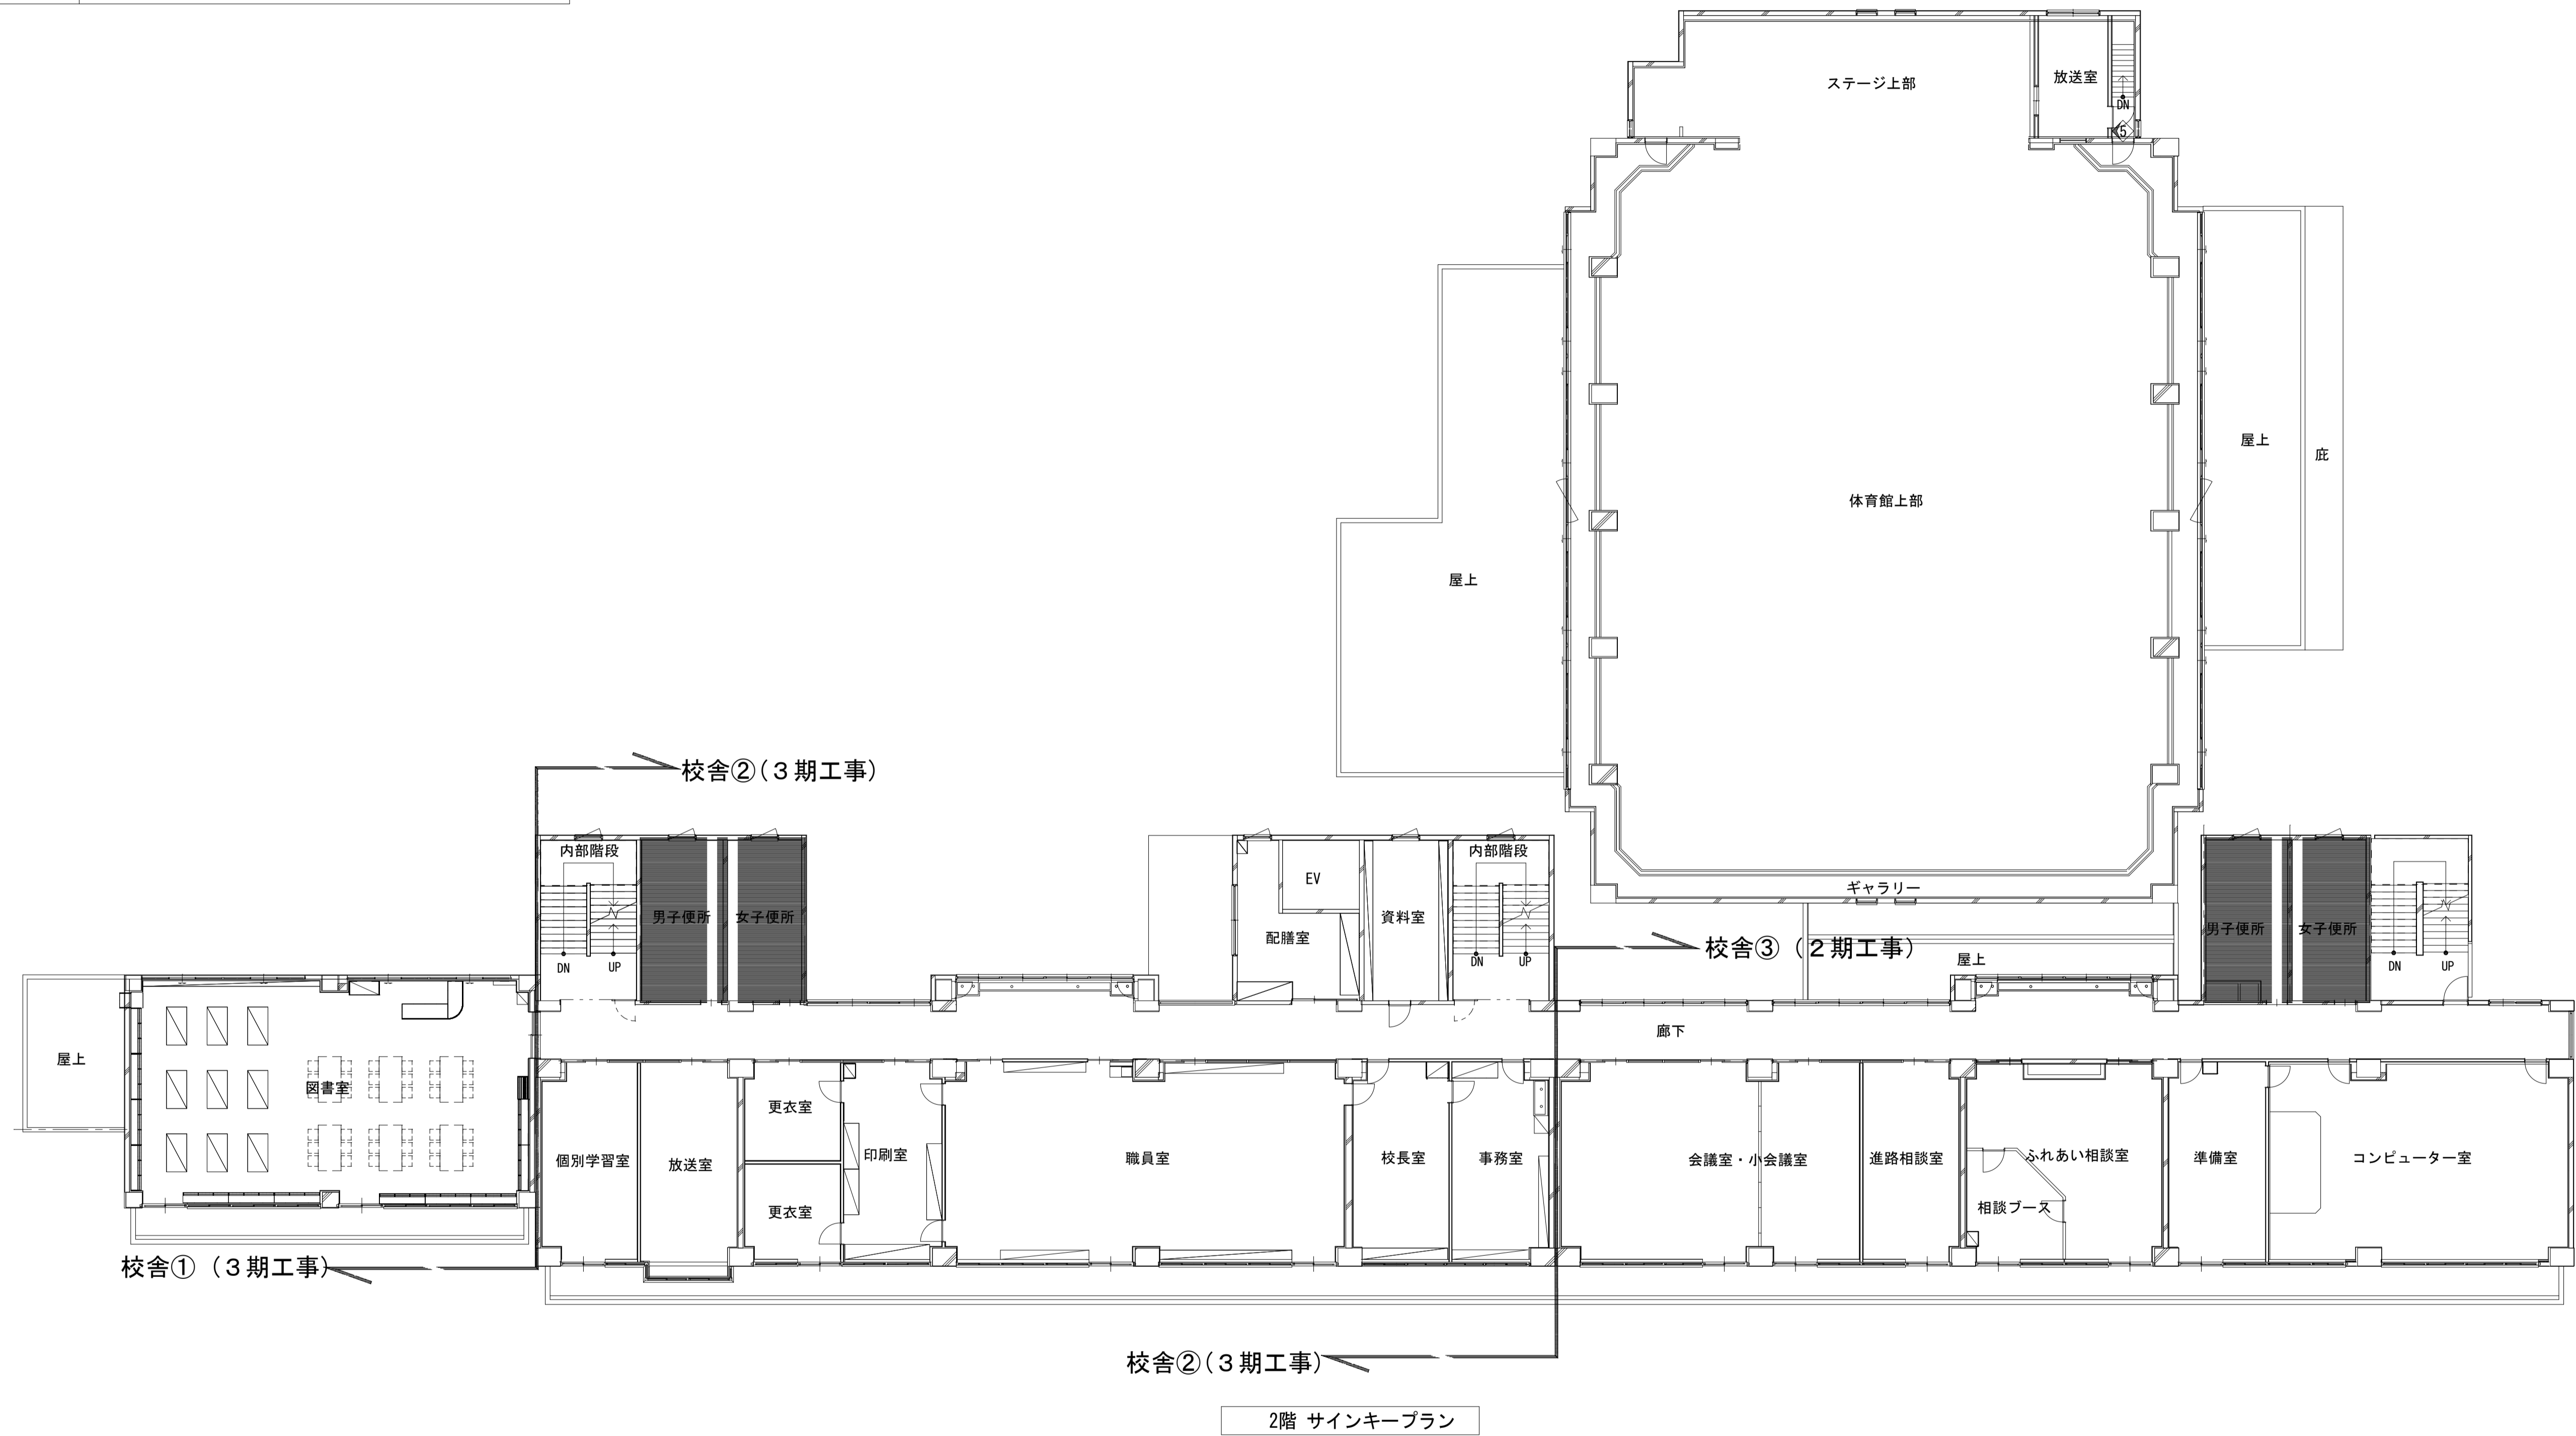 ステージ上部
放送室
DN
5
屋上
庇
体育館上部
屋上
校舎②(３期工事)
内部階段
男子便所
女子便所
DN
UP
EV
配膳室
資料室
内部階段
DN
UP
ギャラリー
校舎③（２期工事）
屋上
男子便所
女子便所
DN
UP
廊下
屋上
図書室
個別学習室
放送室
更衣室
更衣室
印刷室
職員室
校長室
事務室
会議室・小会議室
進路相談室
ふれあい相談室
相談ブース
準備室
コンピューター室
校舎①（３期工事）
校舎②(３期工事)
2階 サインキープラン